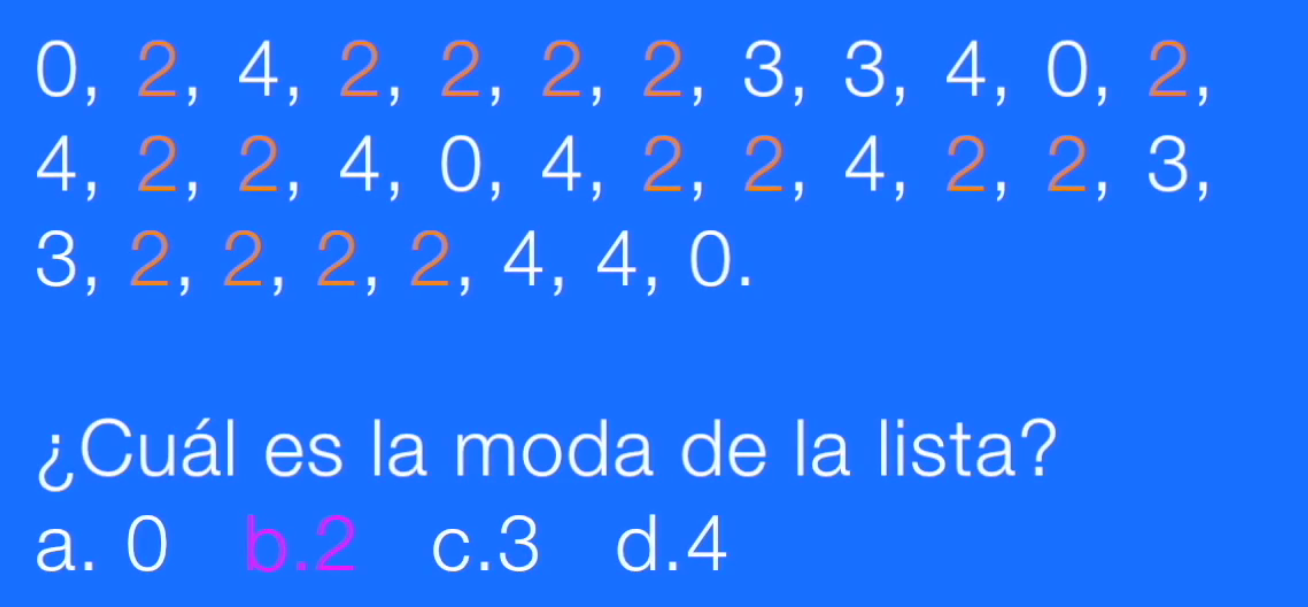 0, 2, 4, 2, 2, 2, 2, 3, 3, 4, 0, 2,
4, 2, 2, 4, 0, 4, 2, 2, 4, 2, 2, 3,
3, 2, 2, 2, 2, 4, 4, 0.
¿Cuál es la moda de la lista?
a. 0 b.2 c.3 d.4